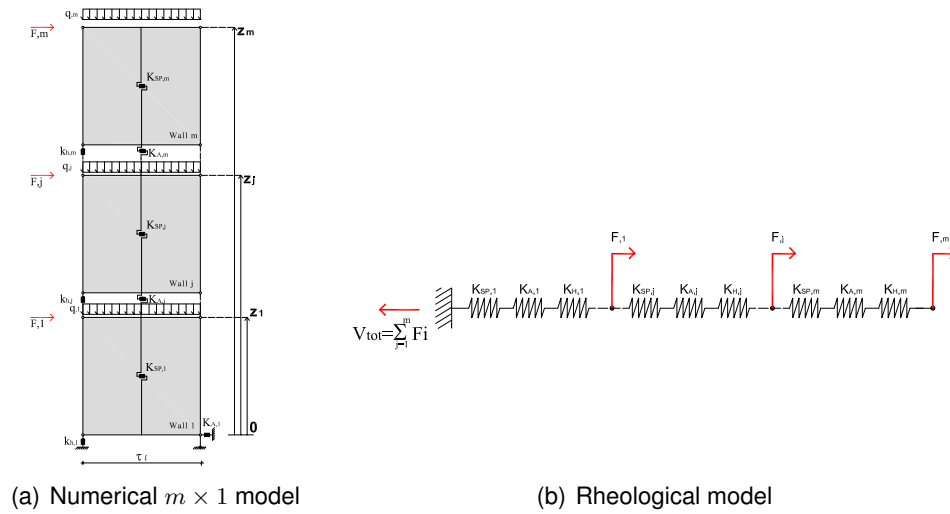 q,m
F,m
Zm
KSP,m
Wall m
kh,m
KA,m
q,j
F,j
Zj
KSP,j
Wall j
kh,j
KA,j
q,1
F,1
Z1
KSP,1
Wall 1
0
KA,1
kh,1
τl
F,1
F,j
F,m
KSP,1 KA,1 KH,1 KSP,j KA,j KH,j KSP,m KA,m KH,m
Vtot=∑Fi
m
j=1
(a) Numerical m × 1 model
(b) Rheological model